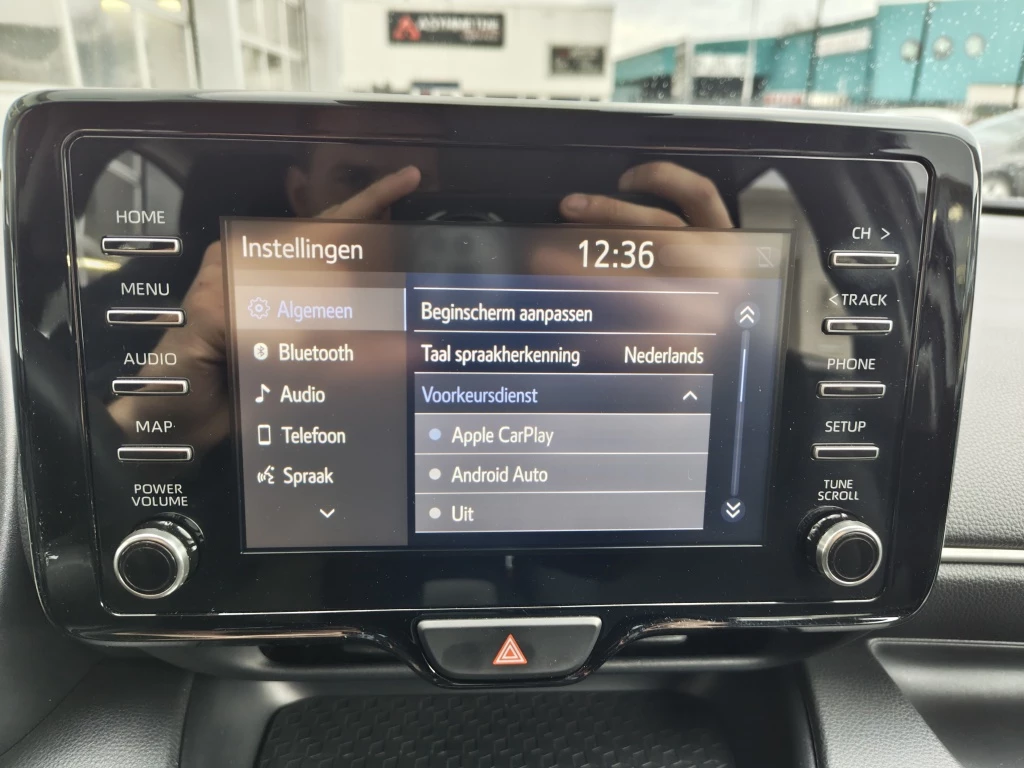 HOME
MENU
AUDIO
MAP
POWER
VOLUME
Instellingen
12:36
Algemeen
Bluetooth
Audio
Telefoon
Spraak
Beginscherm aanpassen
Taal spraakherkenning Nederlands
Voorkeursdienst
Apple CarPlay
Android Auto
Uit
CH >
< TRACK
PHONE
SETUP
TUNE
SCROLL